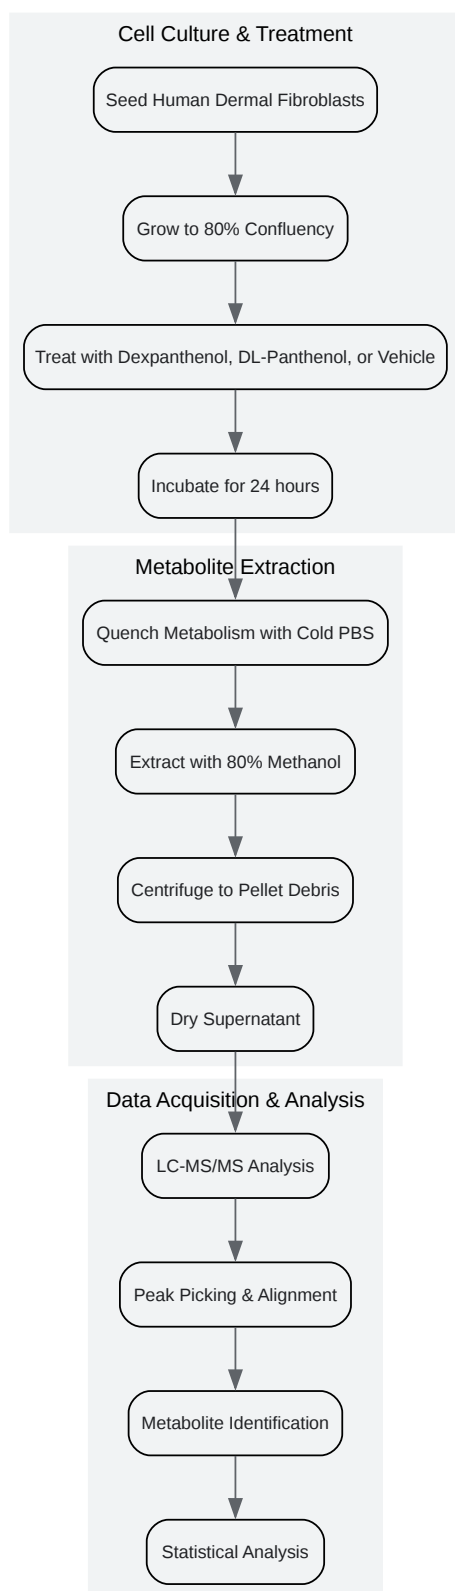 Cell Culture & Treatment
Seed Human Dermal Fibroblasts
Grow to 80% Confluency
Treat with Dexpanthenol, DL-Panthenol, or Vehicle
Incubate for 24 hours
Metabolite Extraction
Quench Metabolism with Cold PBS
Extract with 80% Methanol
Centrifuge to Pellet Debris
Dry Supernatant
Data Acquisition & Analysis
LC-MS/MS Analysis
Peak Picking & Alignment
Metabolite Identification
Statistical Analysis